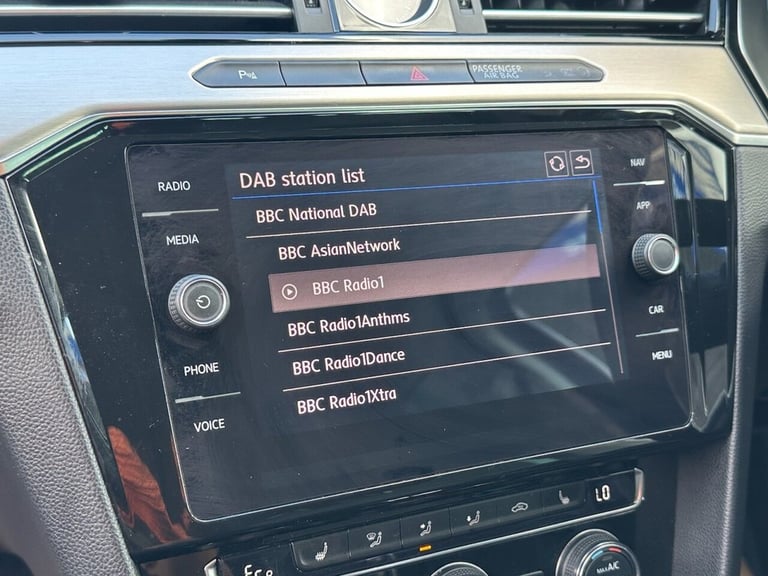 P
PASSENGER
AIR BAG
RADIO
MEDIA
PHONE
VOICE
DAB station list
BBC National DAB
BBC AsianNetwork
BBC Radio1
BBC Radio1Anthms
BBC Radio1Dance
BBC Radio1Xtra
NAV
APP
CAR
MENU
LO
MAX A/C